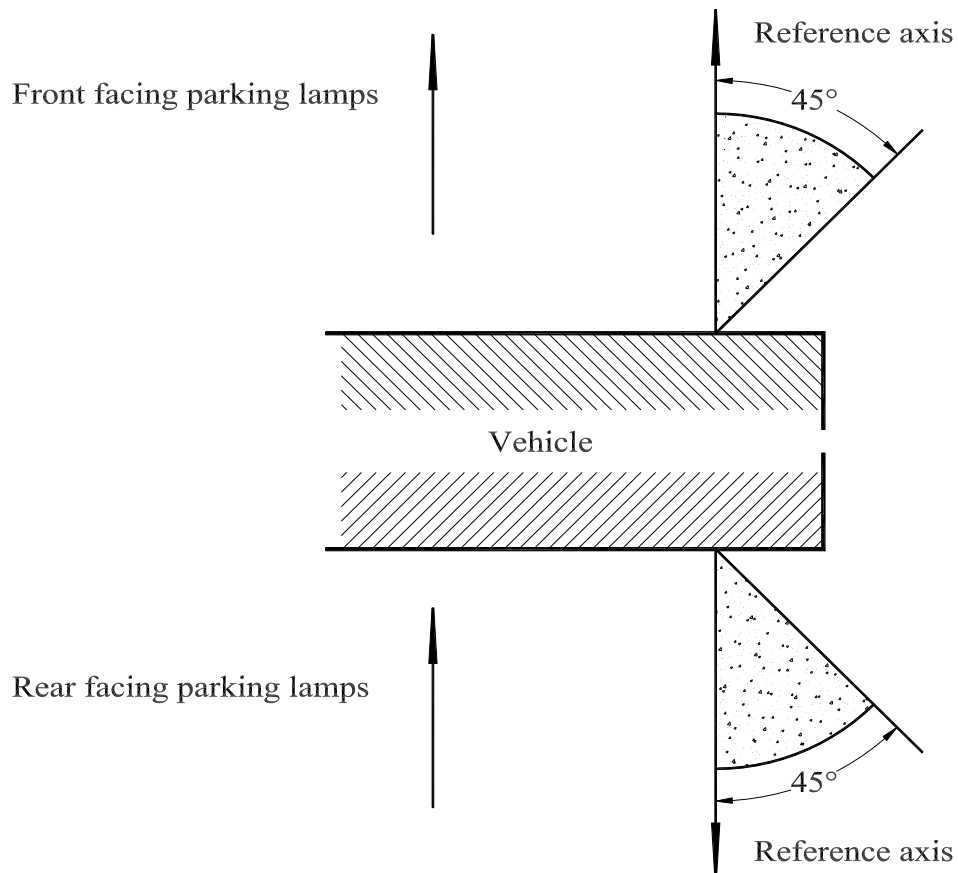 Reference axis
Front facing parking lamps
45°
Vehicle
Rear facing parking lamps
45°
Reference axis